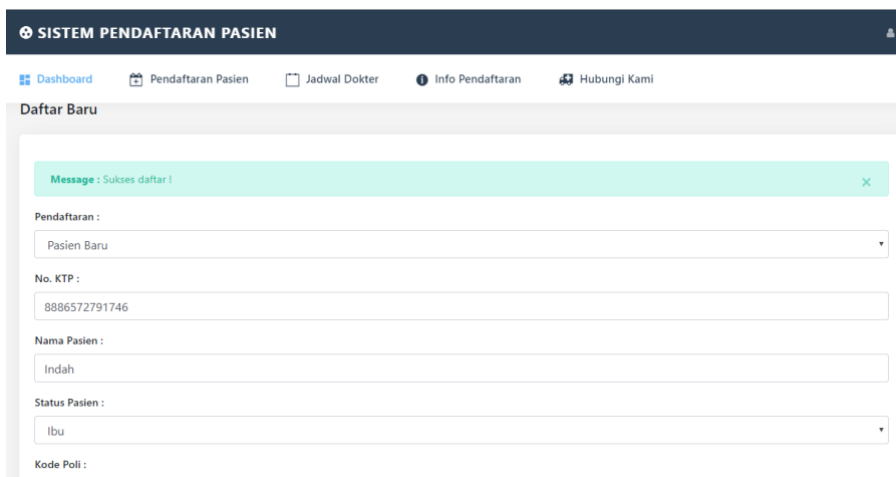 SISTEM PENDAFTARAN PASIEN
Dashboard Pendaftaran Pasien Jadwal Dokter Info Pendaftaran Hubungi Kami
Daftar Baru
Message : Sukses daftar !
×
Pendaftaran :
Pasien Baru
No. KTP :
8886572791746
Nama Pasien :
Indah
Status Pasien :
Ibu
Kode Poli :